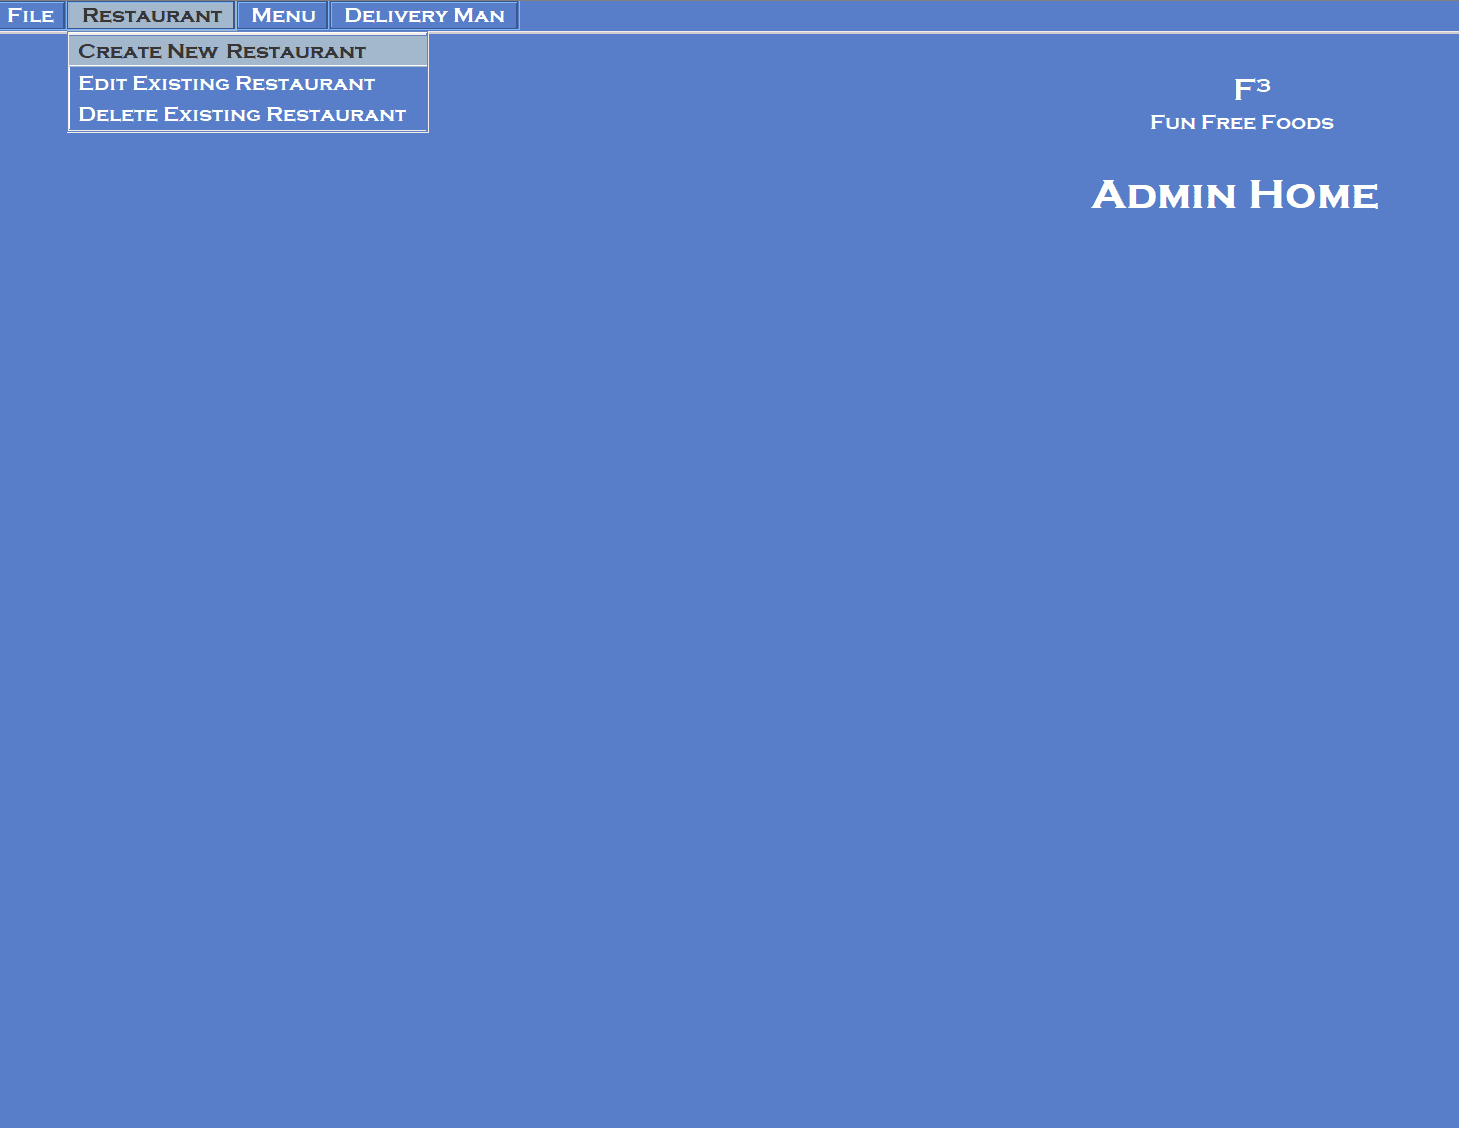 File Restaurant Menu Delivery Man
Create New Restaurant
Edit Existing Restaurant
Delete Existing Restaurant
F³
Fun Free Foods
Admin Home